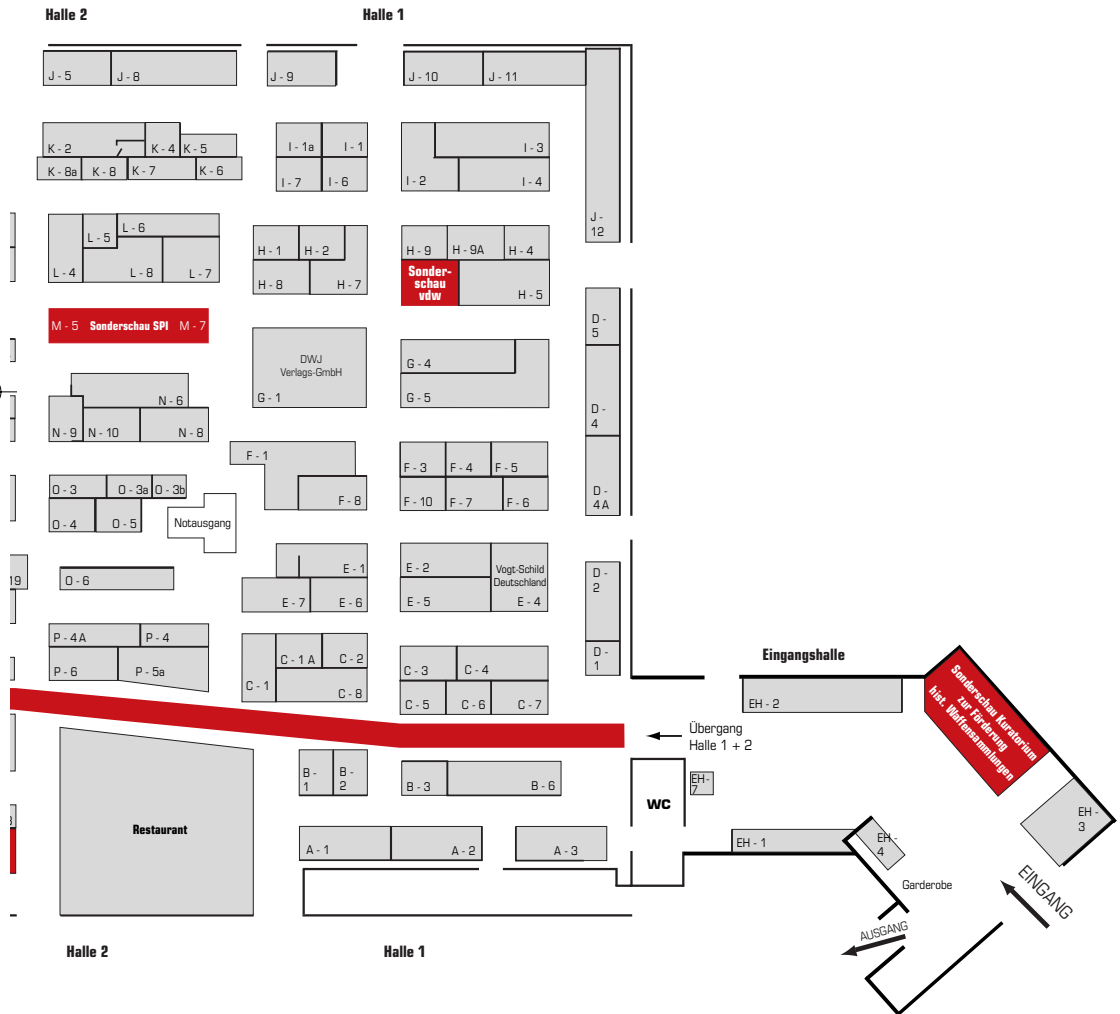 Halle 2
Halle 1
J - 5
J - 8
J - 9
J - 10
J - 11
J - 12
K - 2
K - 4
K - 5
K - 8a
K - 8
K - 7
K - 6
I - 1a
I - 1
I - 7
I - 6
I - 3
I - 2
I - 4
L - 6
L - 5
L - 4
L - 8
L - 7
H - 1
H - 2
H - 8
H - 7
H - 9
H - 9A
H - 4
Sonder-
schau
vdw
H - 5
M - 5 Sonderschau SPI M - 7
DWJ
Verlags-GmbH
G - 1
G - 4
G - 5
D - 5
D - 4
D - 4A
N - 6
N - 9
N - 10
N - 8
F - 1
F - 8
F - 3
F - 4
F - 5
F - 10
F - 7
F - 6
O - 3
O - 3a
O - 3b
O - 4
O - 5
Notausgang
19
O - 6
E - 1
E - 7
E - 6
E - 2
E - 5
Vogt-Schild
Deutschland
E - 4
D - 2
D - 1
P - 4A
P - 4
P - 6
P - 5a
C - 1 A
C - 2
C - 1
C - 8
C - 3
C - 4
C - 5
C - 6
C - 7
Eingangshalle
EH - 2
Sonderschau Kuratorium
zur Förderung
hist. Waffensammlungen
Übergang
Halle 1 + 2
B - 1
B - 2
B - 3
B - 6
WC
EH - 7
EH - 3
Restaurant
A - 1
A - 2
A - 3
EH - 1
EH - 4
Garderobe
EINGANG
AUSGANG
Halle 2
Halle 1